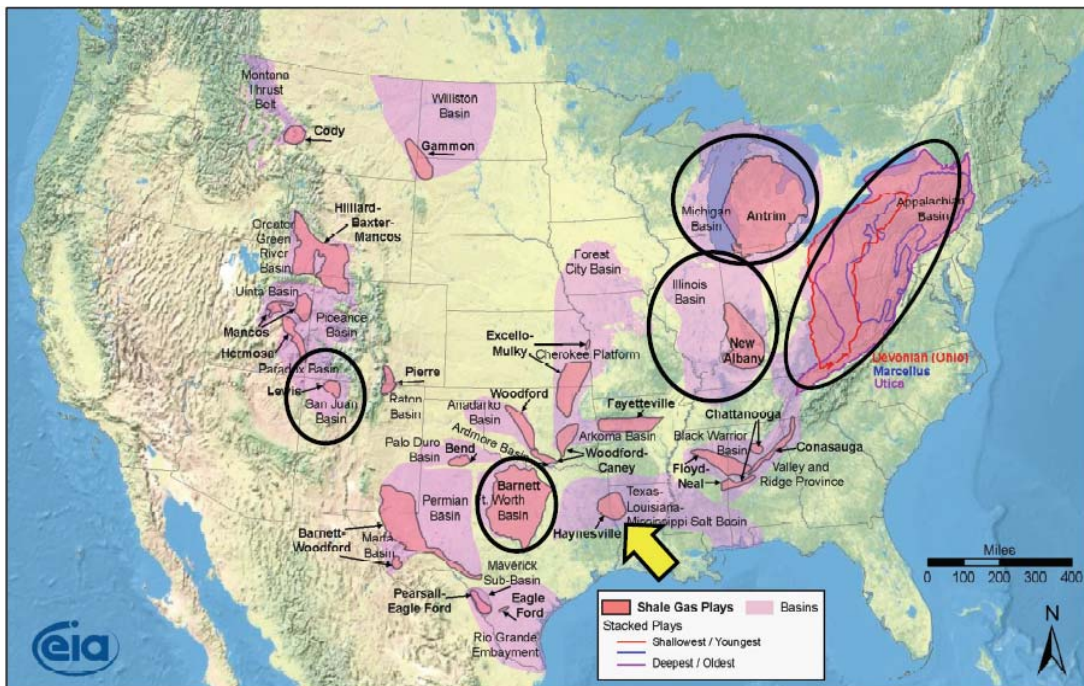 Montana
Thrust
Belt
Cody
Williston
Basin
Gammon
Hilliard-
Baxter-
Mancos
Greater
Green
River
Basin
Uinta Basin
Mancos
Piceance
Basin
Hermosa
Paradox Basin
Lewis
San Juan
Basin
Pierre
Raton
Basin
Anadarko
Basin
Palo Duro
Basin
Bend
Ardmore Basin
Woodford
Excello-
Mulky
Forest
City Basin
Cherokee Platform
Fayetteville
Arkoma Basin
Woodford-
Caney
Michigan
Basin
Antrim
Illinois
Basin
New
Albany
Appalachian
Basin
Devonian (Ohio)
Marcellus
Utica
Chattanooga
Black Warrior
Basin
Conasauga
Floyd-
Neal
Valley and
Ridge Province
Permian
Basin
Barnett
Ft. Worth
Basin
Texas-
Louisiana-
Mississippi Salt Basin
Haynesville
Barnett-
Woodford
Marfa
Basin
Maverick
Sub-Basin
Pearsall-
Eagle Ford
Eagle
Ford
Rio Grande
Embayment
Miles
0 100 200 300 400
Shale Gas Plays
Basins
Stacked Plays
Shallowest / Youngest
Deepest / Oldest
N
eia